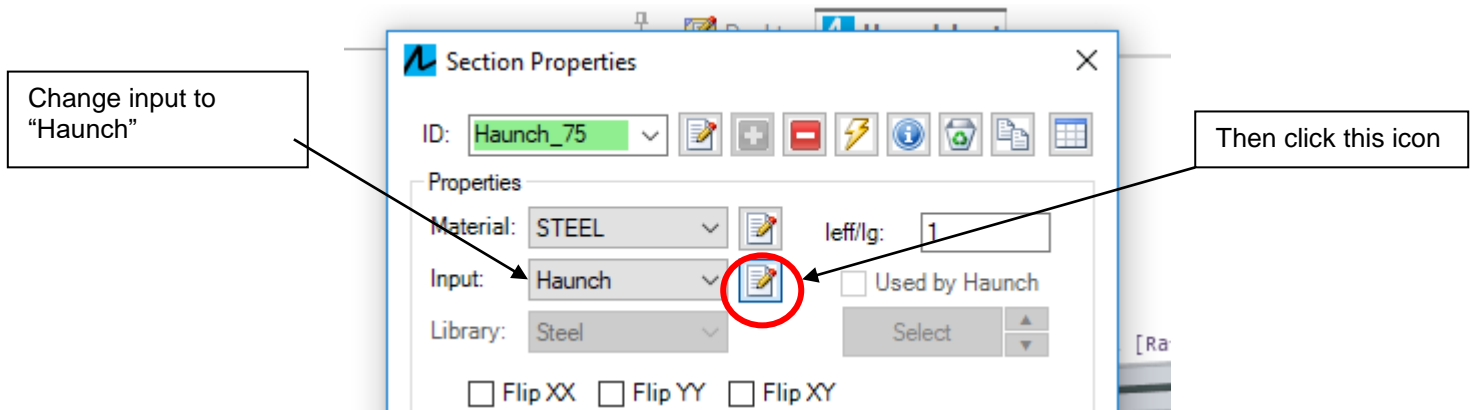 Section Properties
Change input to
“Haunch”
ID: Haunch_75
Then click this icon
Properties
Material: STEEL Ieff/Ig: 1
Input: Haunch Used by Haunch
Library: Steel Select
[Ra
Flip XX Flip YY Flip XY